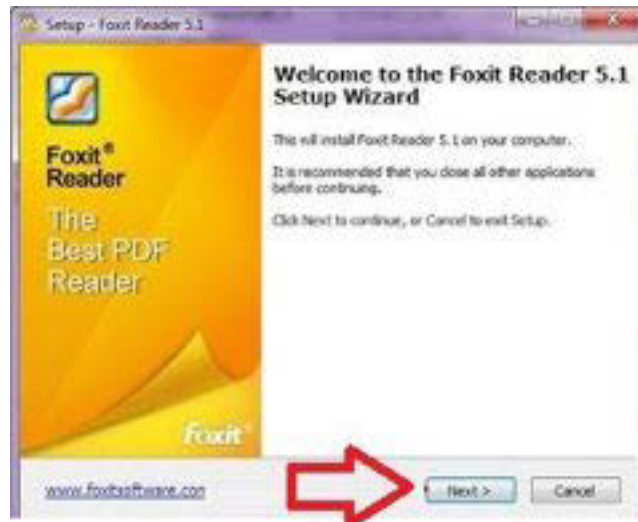 Setup - Foxit Reader 5.1
Welcome to the Foxit Reader 5.1
Setup Wizard
This will install Foxit Reader 5.1 on your computer.
It is recommended that you close all other applications
before continuing.
Click Next to continue, or Cancel to exit Setup.
Foxit®
Reader
The
Best PDF
Reader
Foxit®
www.foxitsoftware.com
Next >
Cancel